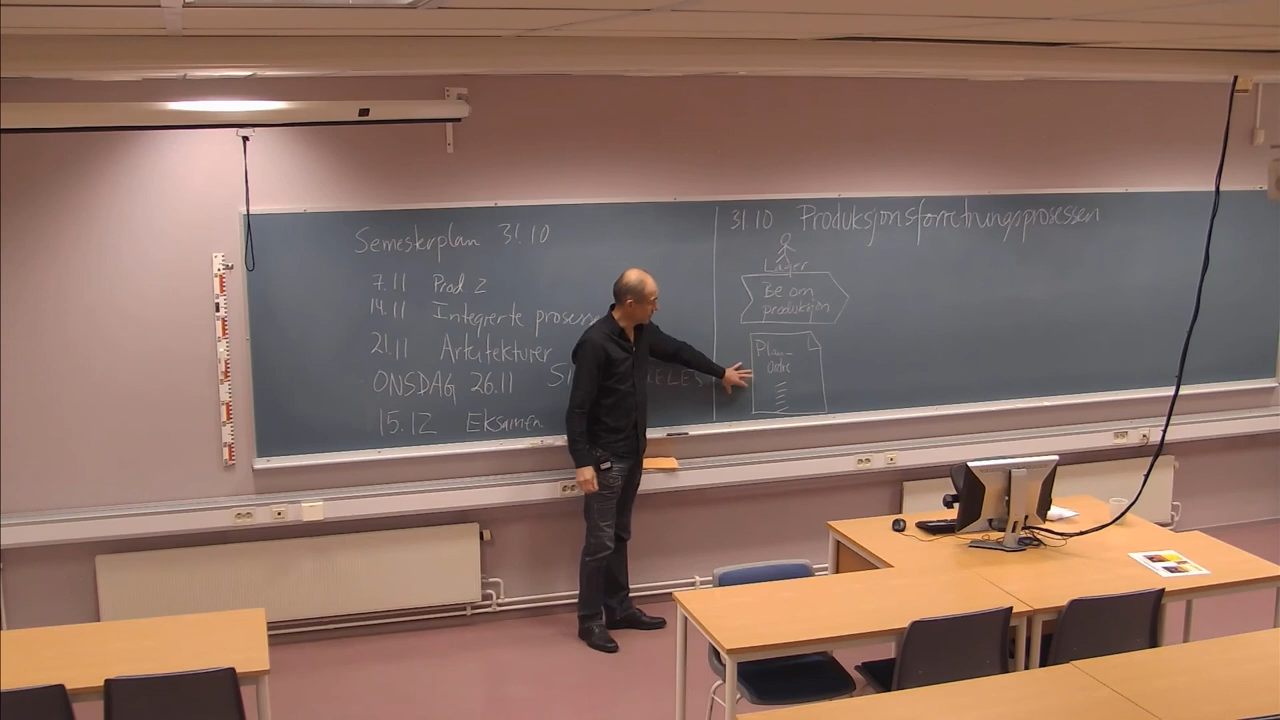 Semesterplan 31.10
7.11 Prod 2
14.11 Integrerte prosess
21.11 Arkitekturer
ONSDAG 26.11
15.12 Eksamen
31.10 Produksjonsforretningsprosessen
Lager
Be om
produksjon
Plan-
Ordre